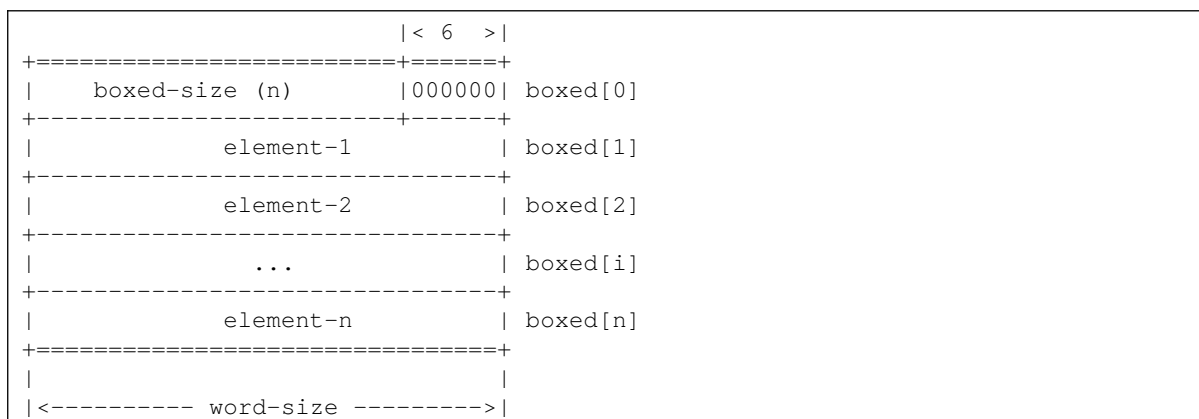 |< 6  >|
+=========================+======+
|    boxed-size (n)       |000000| boxed[0]
+-------------------------+------+
|             element-1          | boxed[1]
+--------------------------------+
|             element-2          | boxed[2]
+--------------------------------+
|               ...              | boxed[i]
+--------------------------------+
|             element-n          | boxed[n]
+================================+
|                                |
|<---------- word-size --------->|